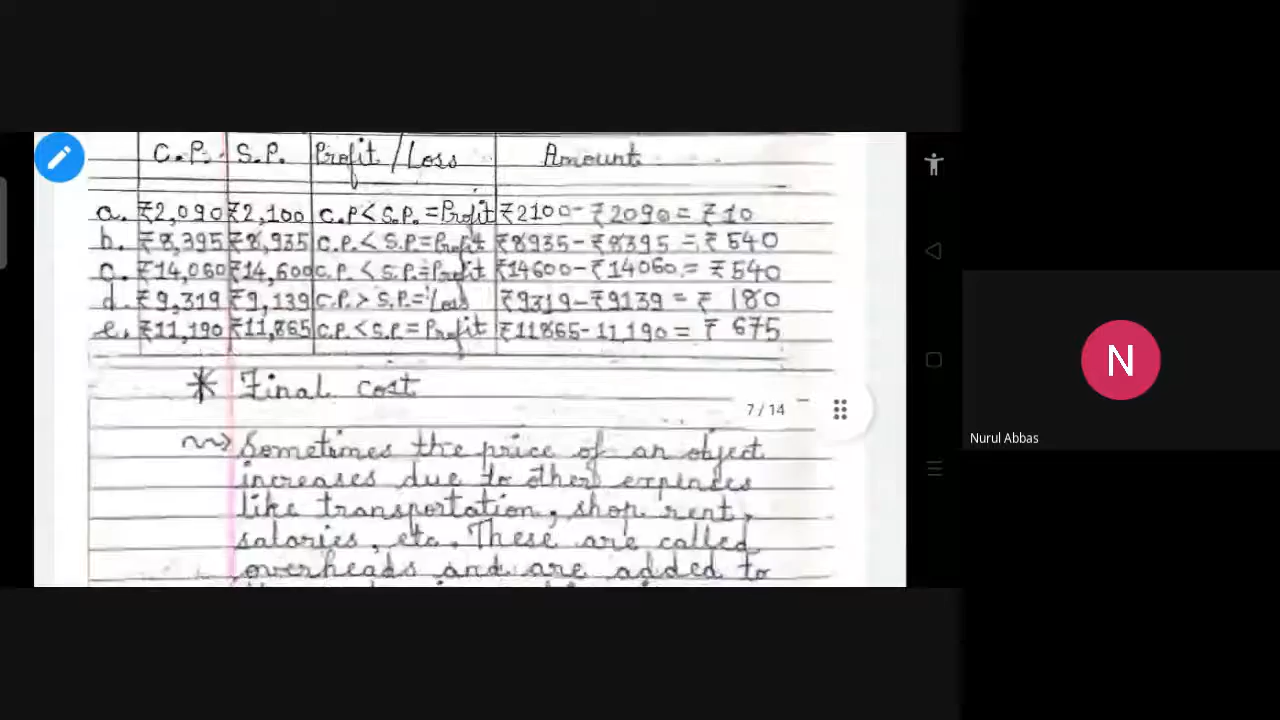 C.P. S.P. Profit / Loss Amount
a. ₹2,090 ₹2,100 C.P < S.P. = Profit ₹2100 - ₹2090 = ₹10
b. ₹8,395 ₹8,935 C.P. < S.P = Profit ₹8935 - ₹8395 = ₹540
c. ₹14,060 ₹14,600 C.P. < S.P. = Profit ₹14600 - ₹14060 = ₹540
d. ₹9,319 ₹9,139 C.P. > S.P. = Loss ₹9319 - ₹9139 = ₹ 180
e. ₹11,190 ₹11,865 C.P. < S.P. = Profit ₹11865 - 11,190 = ₹ 675
* Final cost
7 / 14
Sometimes the price of an object
increases due to other expenses
like transportation, shop rent,
salaries, etc. These are called
overheads and are added to
N
Nurul Abbas